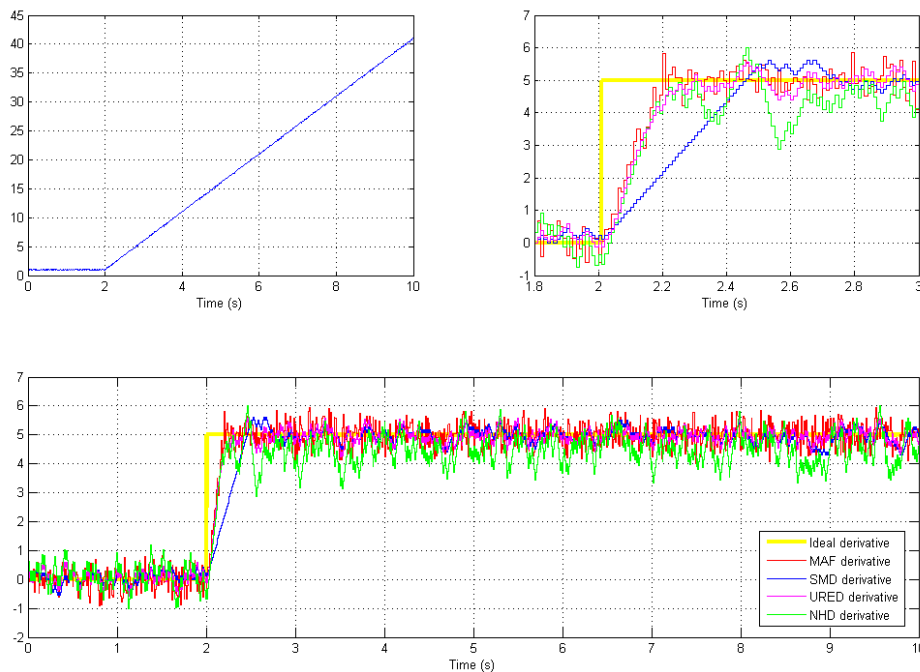 45
40
35
30
25
20
15
10
5
0
0 2 4 6 8 10
Time (s)
7
6
5
4
3
2
1
0
-1
1.8 2 2.2 2.4 2.6 2.8 3
Time (s)
7
6
5
4
3
2
1
0
-1
-2
0 1 2 3 4 5 6 7 8 9 10
Time (s)
Ideal derivative
MAF derivative
SMD derivative
URED derivative
NHD derivative